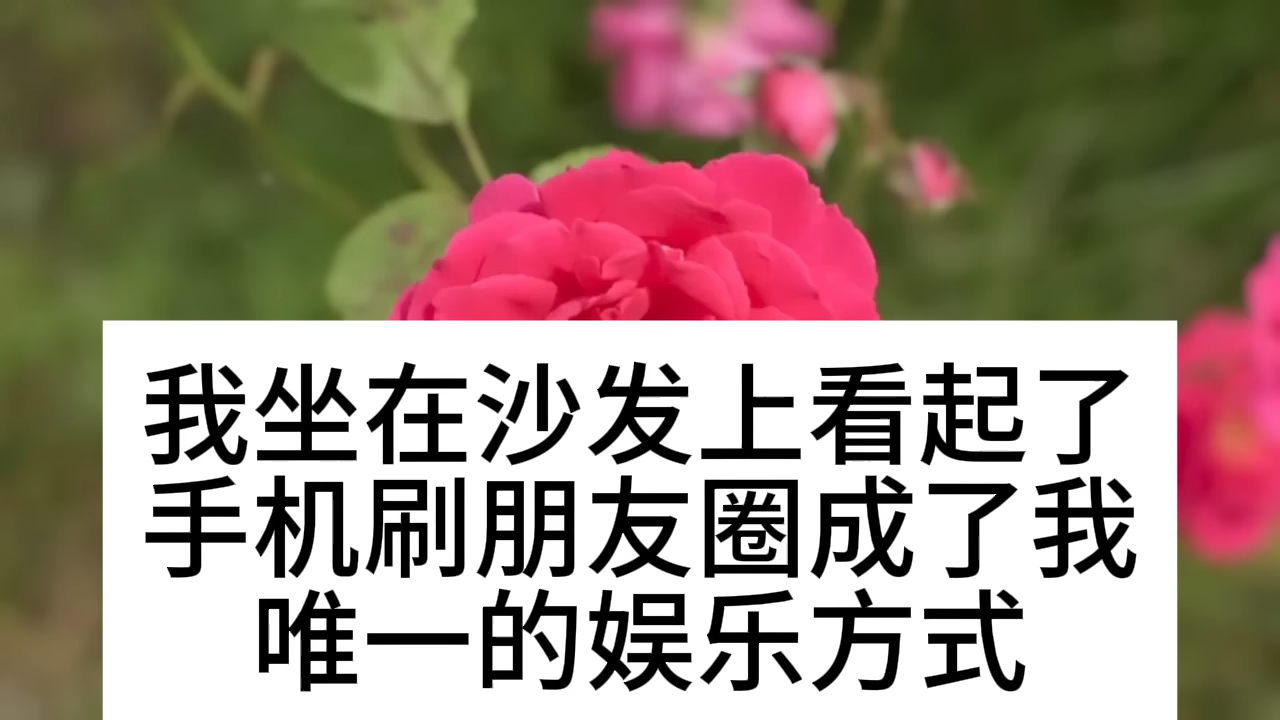 我坐在沙发上看起了
手机刷朋友圈成了我
唯一的娱乐方式